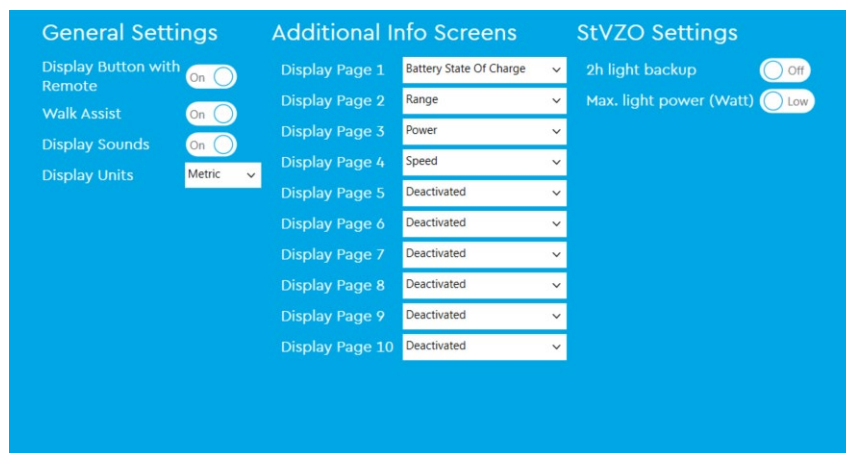 General Settings
Display Button with
Remote
On
Walk Assist
On
Display Sounds
On
Display Units
Metric
Additional Info Screens
Display Page 1
Battery State Of Charge
Display Page 2
Range
Display Page 3
Power
Display Page 4
Speed
Display Page 5
Deactivated
Display Page 6
Deactivated
Display Page 7
Deactivated
Display Page 8
Deactivated
Display Page 9
Deactivated
Display Page 10
Deactivated
StVZO Settings
2h light backup
Off
Max. light power (Watt)
Low